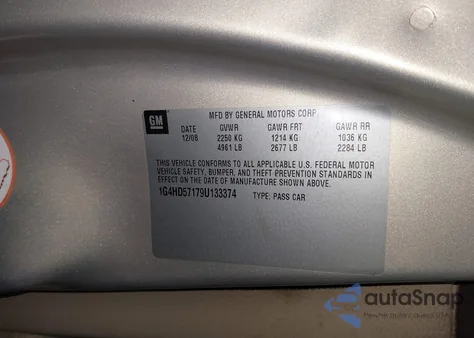 GM
MFD BY GENERAL MOTORS CORP
DATE GVWR GAWR FRT GAWR RR
12/08 2250 KG 1214 KG 1036 KG
4961 LB 2677 LB 2284 LB
THIS VEHICLE CONFORMS TO ALL APPLICABLE U.S. FEDERAL MOTOR
VEHICLE SAFETY, BUMPER, AND THEFT PREVENTION STANDARDS IN
EFFECT ON THE DATE OF MANUFACTURE SHOWN ABOVE.
1G4HD57179U133374 TYPE: PASS CAR
autoSnap